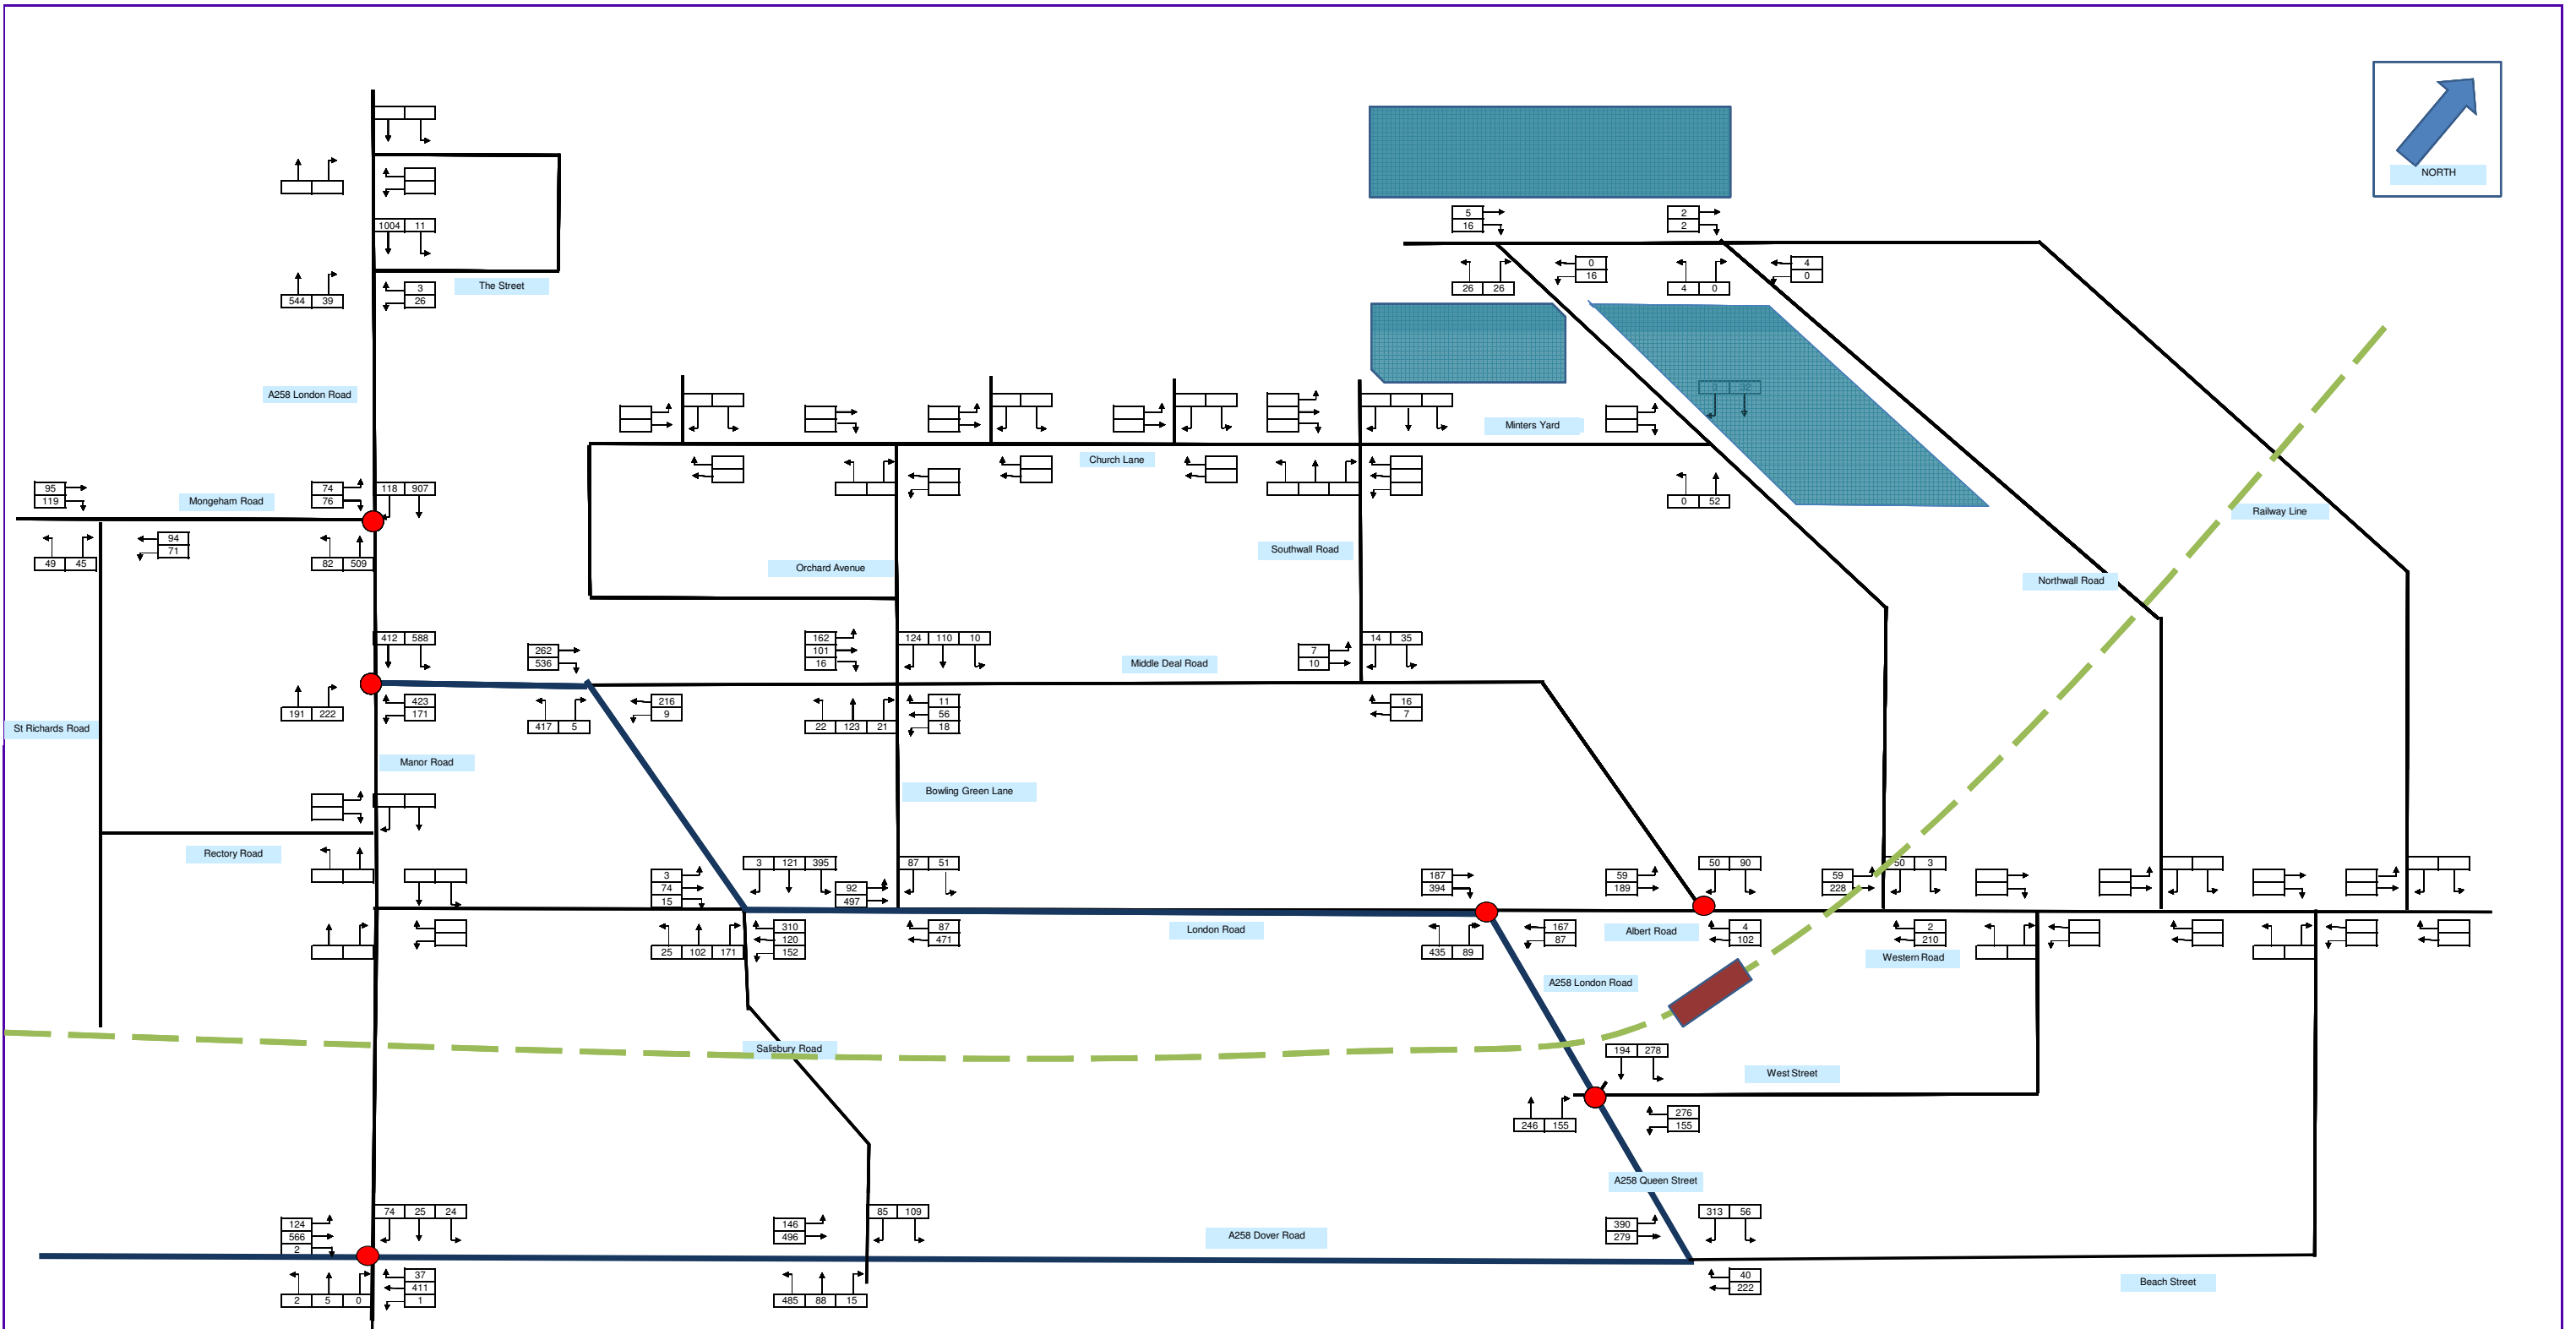 NORTH
5
2
16
2
1004 11
0
4
16
0
The Street
3
26
26 26
4 0
544 39
0 32
A258 London Road
Minters Yard
Church Lane
95
119
Mongeham Road
74
76
118 907
0 52
Railway Line
94
71
49 45
82 509
Southwall Road
Orchard Avenue
Northwall Road
412 588
262
536
162
101
16
124 110 10
Middle Deal Road
7
10
14 35
191 222
423
171
417 5
216
9
22 123 21
11
56
18
16
7
St Richards Road
Manor Road
Bowling Green Lane
Rectory Road
3
74
15
3 121 395
92
497
87 51
187
394
59
189
50 90
59
228
50 3
25 102 171
310
120
152
87
471
London Road
435 89
167
87
Albert Road
4
102
2
210
Western Road
A258 London Road
Salisbury Road
194 278
West Street
246 155
276
155
A258 Queen Street
124
566
2
74 25 24
146
496
85 109
A258 Dover Road
390
279
313 56
2 5 0
37
411
1
485 88 15
40
222
Beach Street